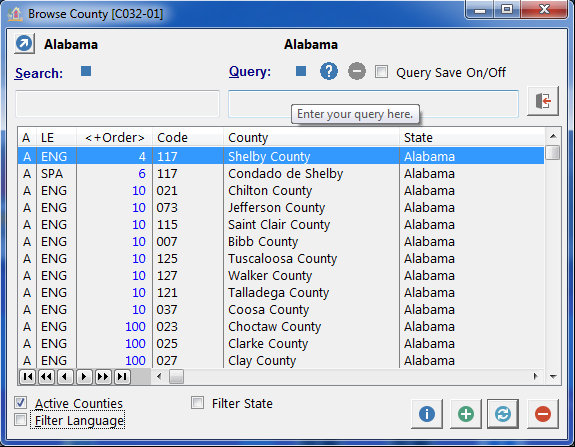 Browse County [C032-01]
Alabama Alabama
Search: Query: Query Save On/Off
Enter your query here.
A LE <+Order> Code County State
A ENG 4 117 Shelby County Alabama
A SPA 6 117 Condado de Shelby Alabama
A ENG 10 021 Chilton County Alabama
A ENG 10 073 Jefferson County Alabama
A ENG 10 115 Saint Clair County Alabama
A ENG 10 007 Bibb County Alabama
A ENG 10 125 Tuscaloosa County Alabama
A ENG 10 127 Walker County Alabama
A ENG 10 121 Talladega County Alabama
A ENG 10 037 Coosa County Alabama
A ENG 100 023 Choctaw County Alabama
A ENG 100 025 Clarke County Alabama
A ENG 100 027 Clay County Alabama
Active Counties Filter State
Filter Language